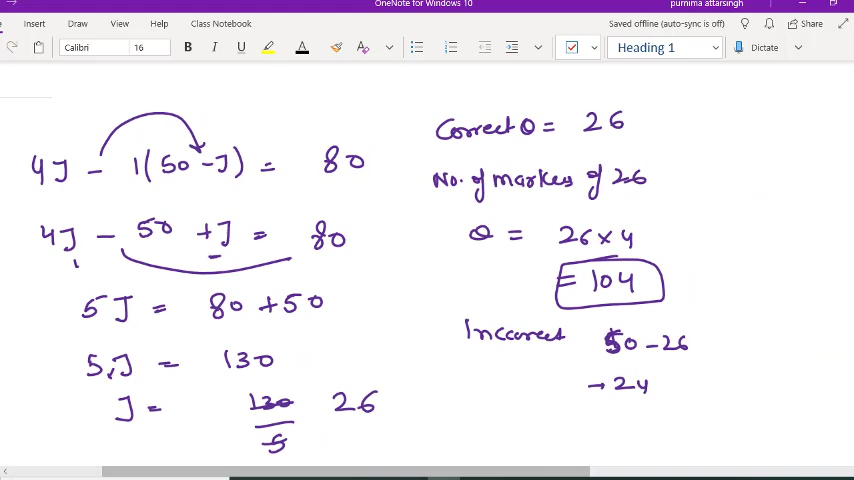 OneNote for Windows 10
purnima attarsingh
Insert Draw View Help Class Notebook
Saved offline (auto-sync is off)
Share
Calibri 16 B I U A Heading 1 Dictate
4J - 1(50 - J) = 80
4J - 50 + J = 80
5J = 80 + 50
5J = 130
J = 130/5 26
Correct Q = 26
No. of markes of 26
Q = 26 × 4
= 104
Inccorect 50 - 26
→ 24